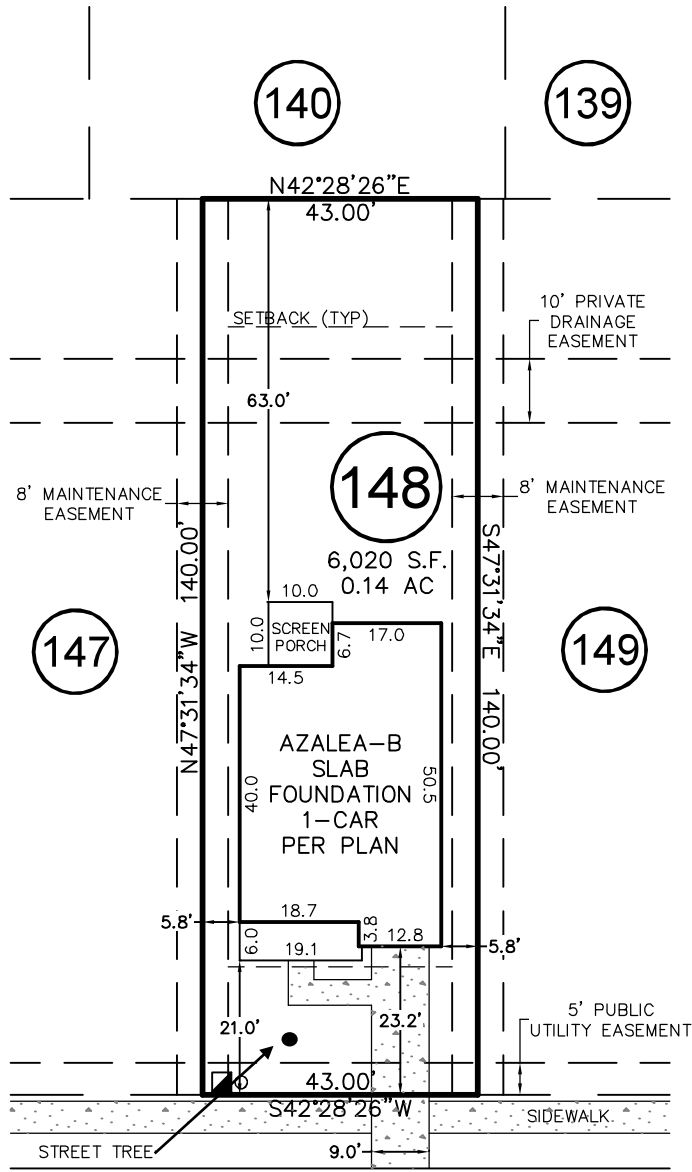 140
139
N42°28'26"E
43.00'
SETBACK (TYP)
10' PRIVATE
DRAINAGE
EASEMENT
63.0'
8' MAINTENANCE
EASEMENT
148
8' MAINTENANCE
EASEMENT
6,020 S.F.
0.14 AC
N47°31'34"W 140.00'
S47°31'34"E 140.00'
10.0
10.0
SCREEN
PORCH
6.7
17.0
147
149
14.5
AZALEA-B
SLAB
FOUNDATION
1-CAR
PER PLAN
40.0
50.5
5.8'
18.7
3.8
6.0
19.1
12.8
5.8'
21.0'
23.2'
5' PUBLIC
UTILITY EASEMENT
43.00'
S42°28'26"W
SIDEWALK
STREET TREE
9.0'